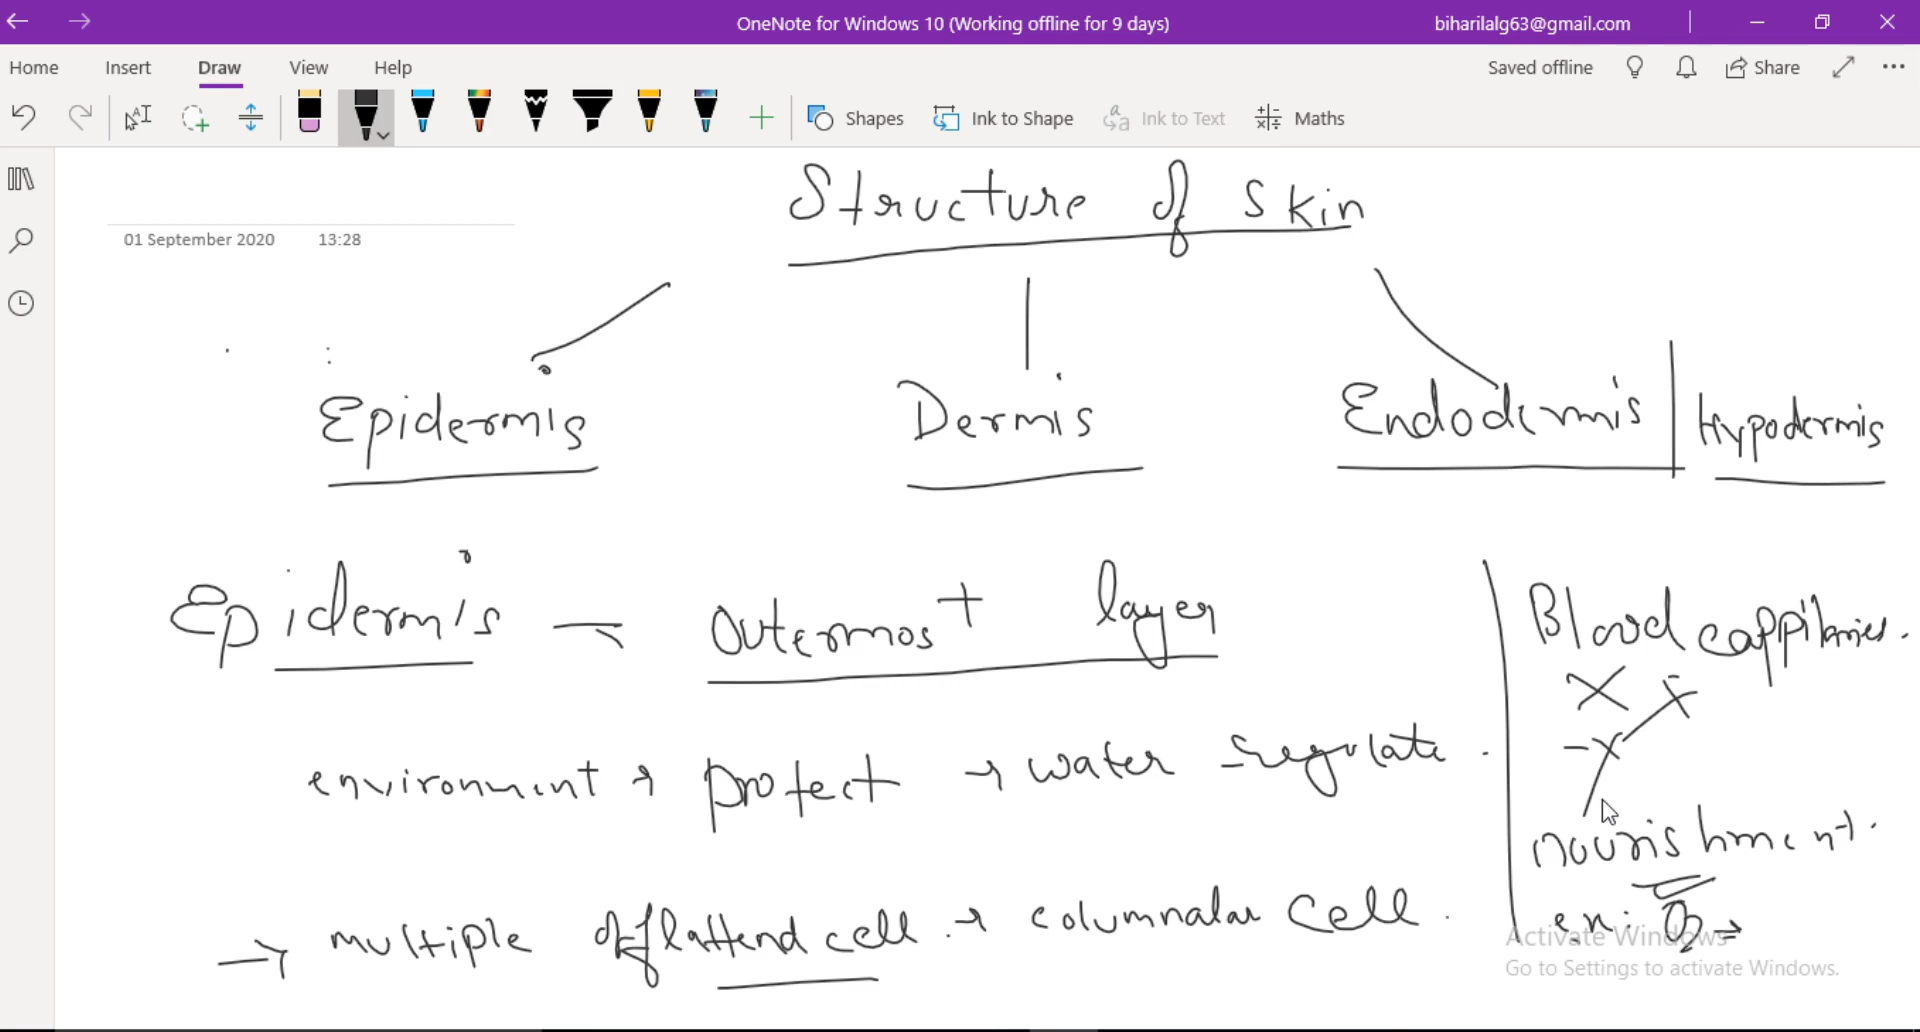 OneNote for Windows 10 (Working offline for 9 days)
biharilalg63@gmail.com
Home Insert Draw View Help
Saved offline Share
Shapes Ink to Shape Ink to Text Maths
Structure of Skin
01 September 2020 13:28
Epidermis Dermis Endodermis | Hypodermis
Epidermis – Outermost layer
Blood
environment → protect → water regulate.
nourishment.
→ multiple of flattend cell. → columnalar cell.
O2 →
Activate Windows
Go to Settings to activate Windows.